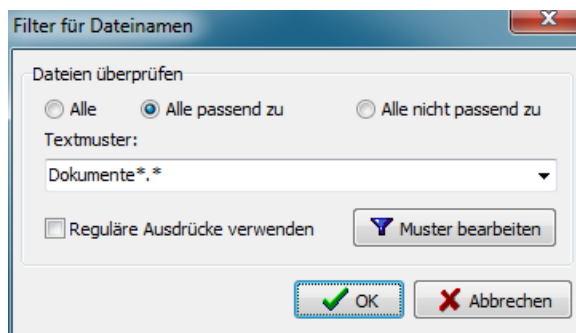 Filter für Dateinamen
Dateien überprüfen
Alle Alle passend zu Alle nicht passend zu
Textmuster:
Dokumente*.*
Reguläre Ausdrücke verwenden Muster bearbeiten
OK Abbrechen